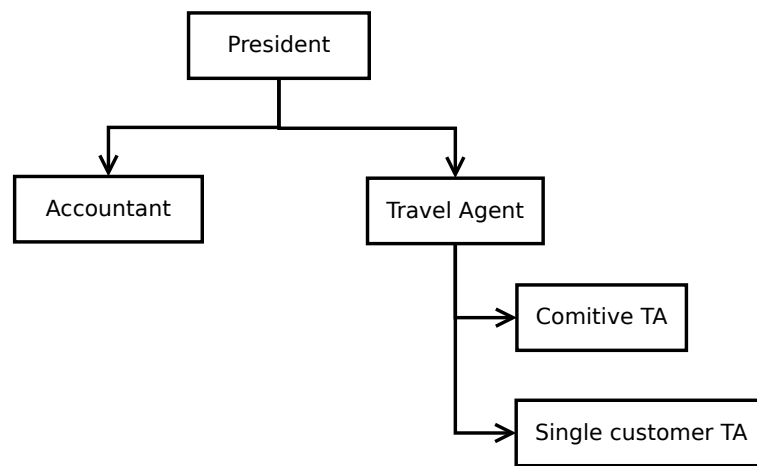 President
Accountant
Travel Agent
Comitive TA
Single customer TA